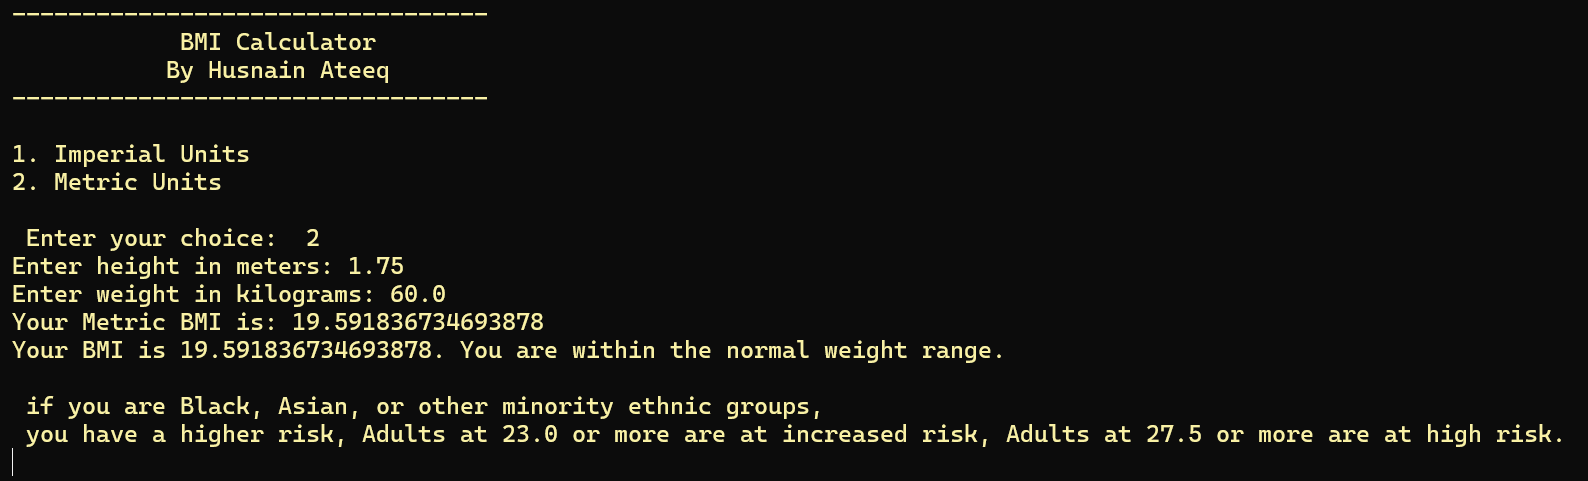 ----------------------------------
BMI Calculator
By Husnain Ateeq
----------------------------------
1. Imperial Units
2. Metric Units
Enter your choice:  2
Enter height in meters: 1.75
Enter weight in kilograms: 60.0
Your Metric BMI is: 19.591836734693878
Your BMI is 19.591836734693878. You are within the normal weight range.
if you are Black, Asian, or other minority ethnic groups,
you have a higher risk, Adults at 23.0 or more are at increased risk, Adults at 27.5 or more are at high risk.